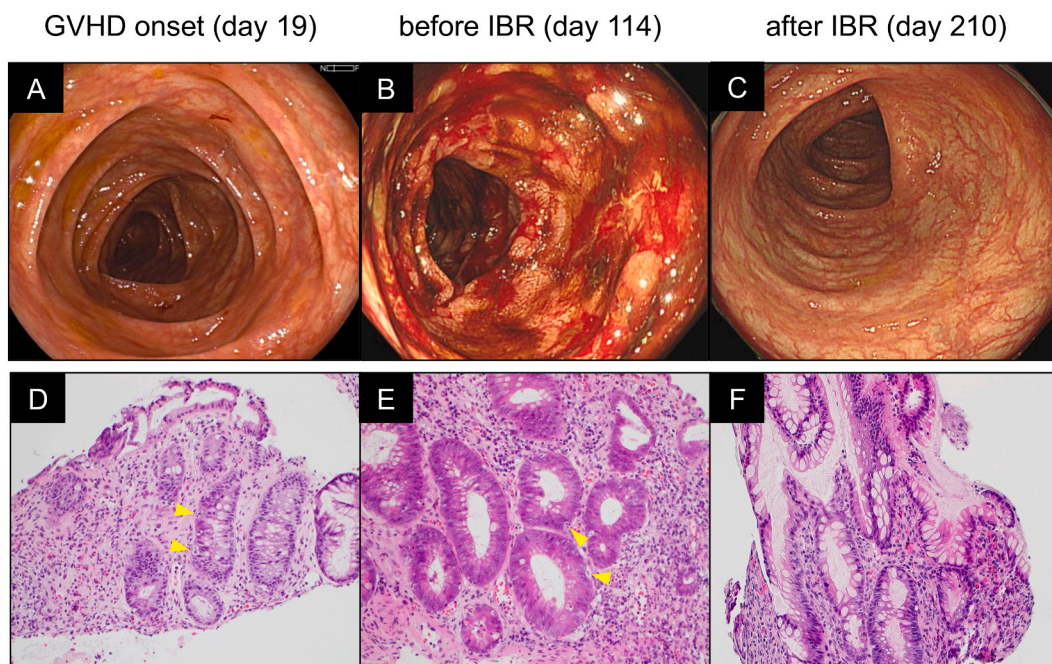 GVHD onset (day 19)
before IBR (day 114)
after IBR (day 210)
A
N F
B
C
D
E
F